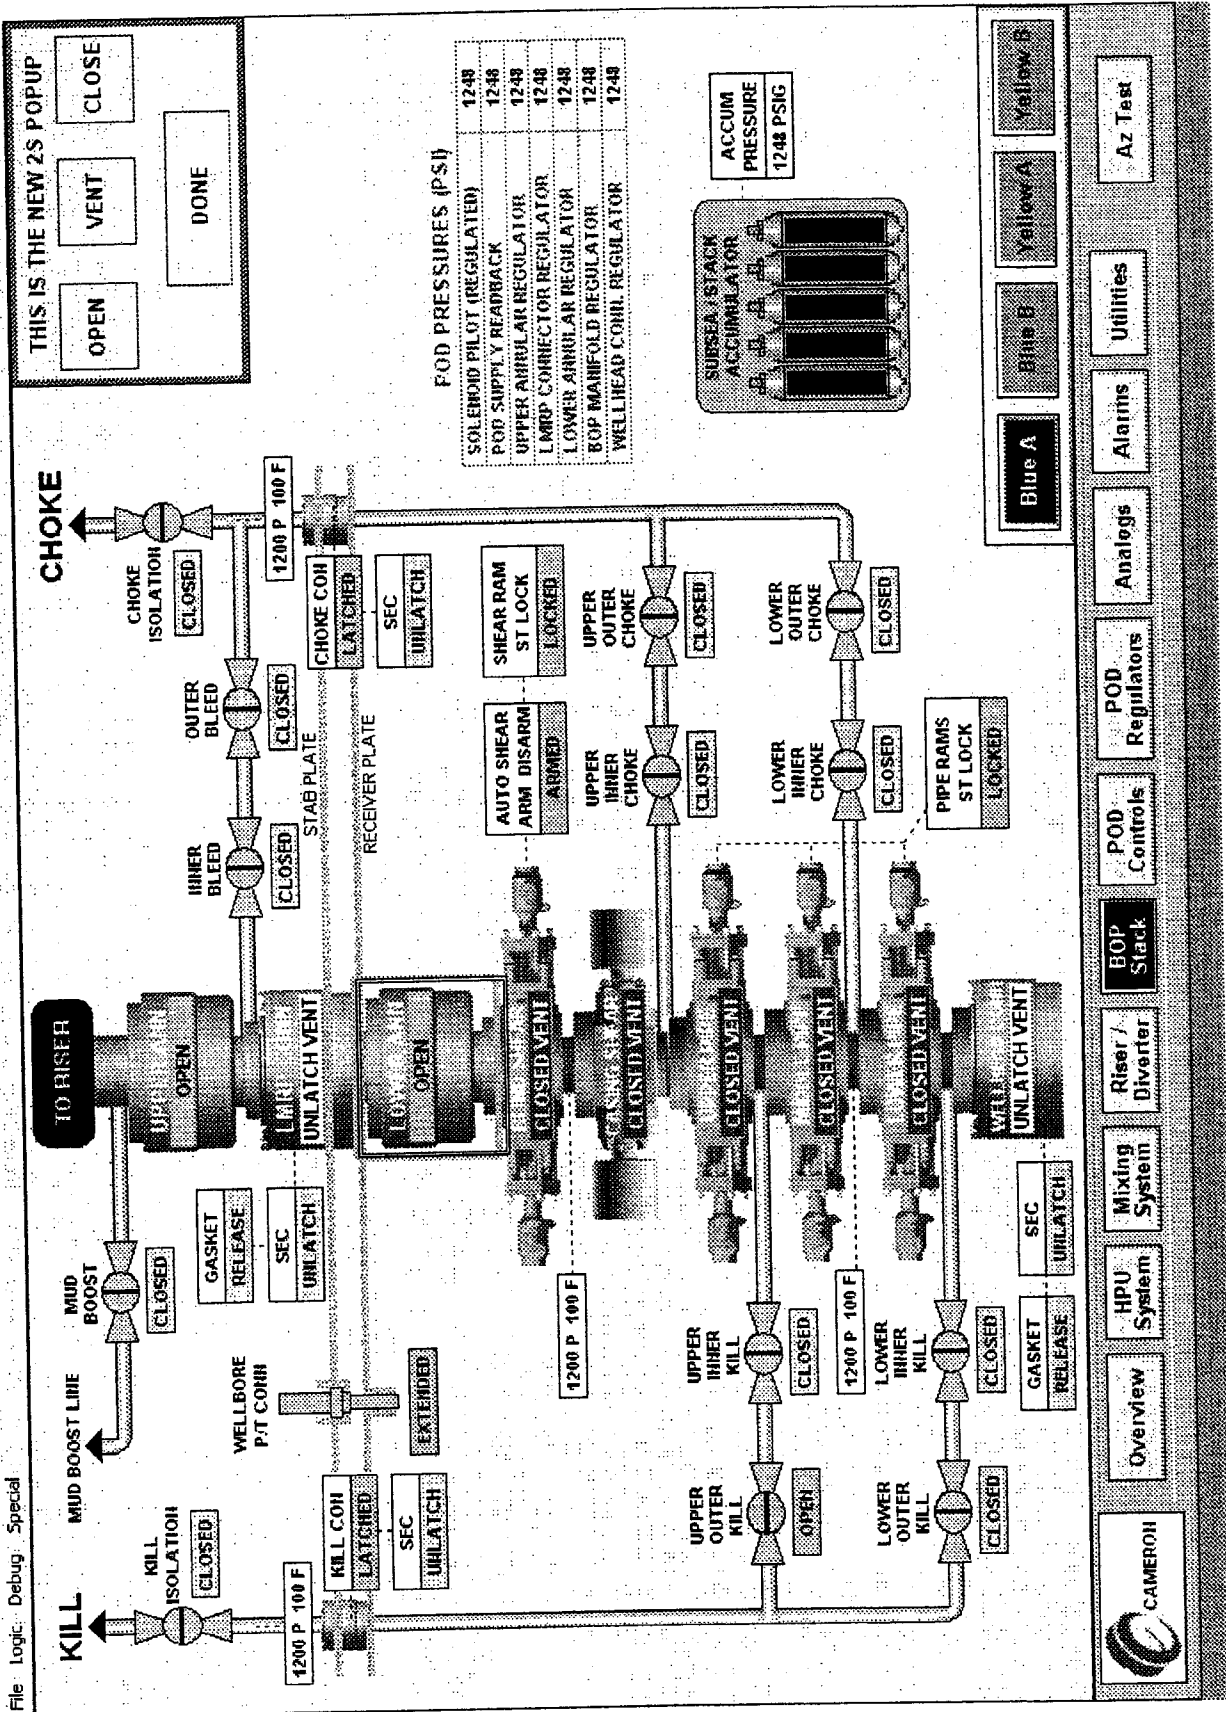 File Logic Debug Special
KILL
MUD BOOST LINE
MUD
BOOST
CLOSED
TO RISER
CHOKE
THIS IS THE NEW 2S POPUP
OPEN
VENT
CLOSE
DONE
KILL
ISOLATION
CLOSED
CHOKE
ISOLATION
CLOSED
OPEN
INNER
BLEED
CLOSED
OUTER
BLEED
CLOSED
1200 P 100 F
WELLBORE
P/T CONN
EXTENDED
GASKET
RELEASE
SEC
UNLATCH
UNLATCH VENT
STAB PLATE
RECEIVER PLATE
1200 P 100 F
KILL CON
LATCHED
SEC
UNLATCH
CHOKE CON
LATCHED
SEC
UNLATCH
OPEN
POD PRESSURES (PSI)
SOLENOID PILOT (REGULATED) 1248
POD SUPPLY READBACK 1248
UPPER ANNULAR REGULATOR 1248
LMRP CONNECTOR REGULATOR 1248
LOWER ANNULAR REGULATOR 1248
BOP MANIFOLD REGULATOR 1248
WELLHEAD CONN. REGULATOR 1248
AUTO SHEAR
ARM DISARM
ARMED
SHEAR RAM
ST LOCK
LOCKED
CLOSED VENT
1200 P 100 F
CLOSED VENT
UPPER
INNER
CHOKE
CLOSED
UPPER
OUTER
CHOKE
CLOSED
SUBSEA STACK
ACCUMULATOR
ACCUM
PRESSURE
1248 PSIG
UPPER
OUTER
KILL
OPEN
UPPER
INNER
KILL
CLOSED
CLOSED VENT
LOWER
INNER
CHOKE
CLOSED
LOWER
OUTER
CHOKE
CLOSED
1200 P 100 F
CLOSED VENT
LOWER
OUTER
KILL
CLOSED
LOWER
INNER
KILL
CLOSED
CLOSED VENT
PIPE RAMS
ST LOCK
LOCKED
GASKET
RELEASE
SEC
UNLATCH
UNLATCH VENT
Blue A
Blue B
Yellow A
Yellow B
CAMERON
Overview
HPU
System
Mixing
System
Riser /
Diverter
BOP
Stack
POD
Controls
POD
Regulators
Analogs
Alarms
Utilities
Az Test